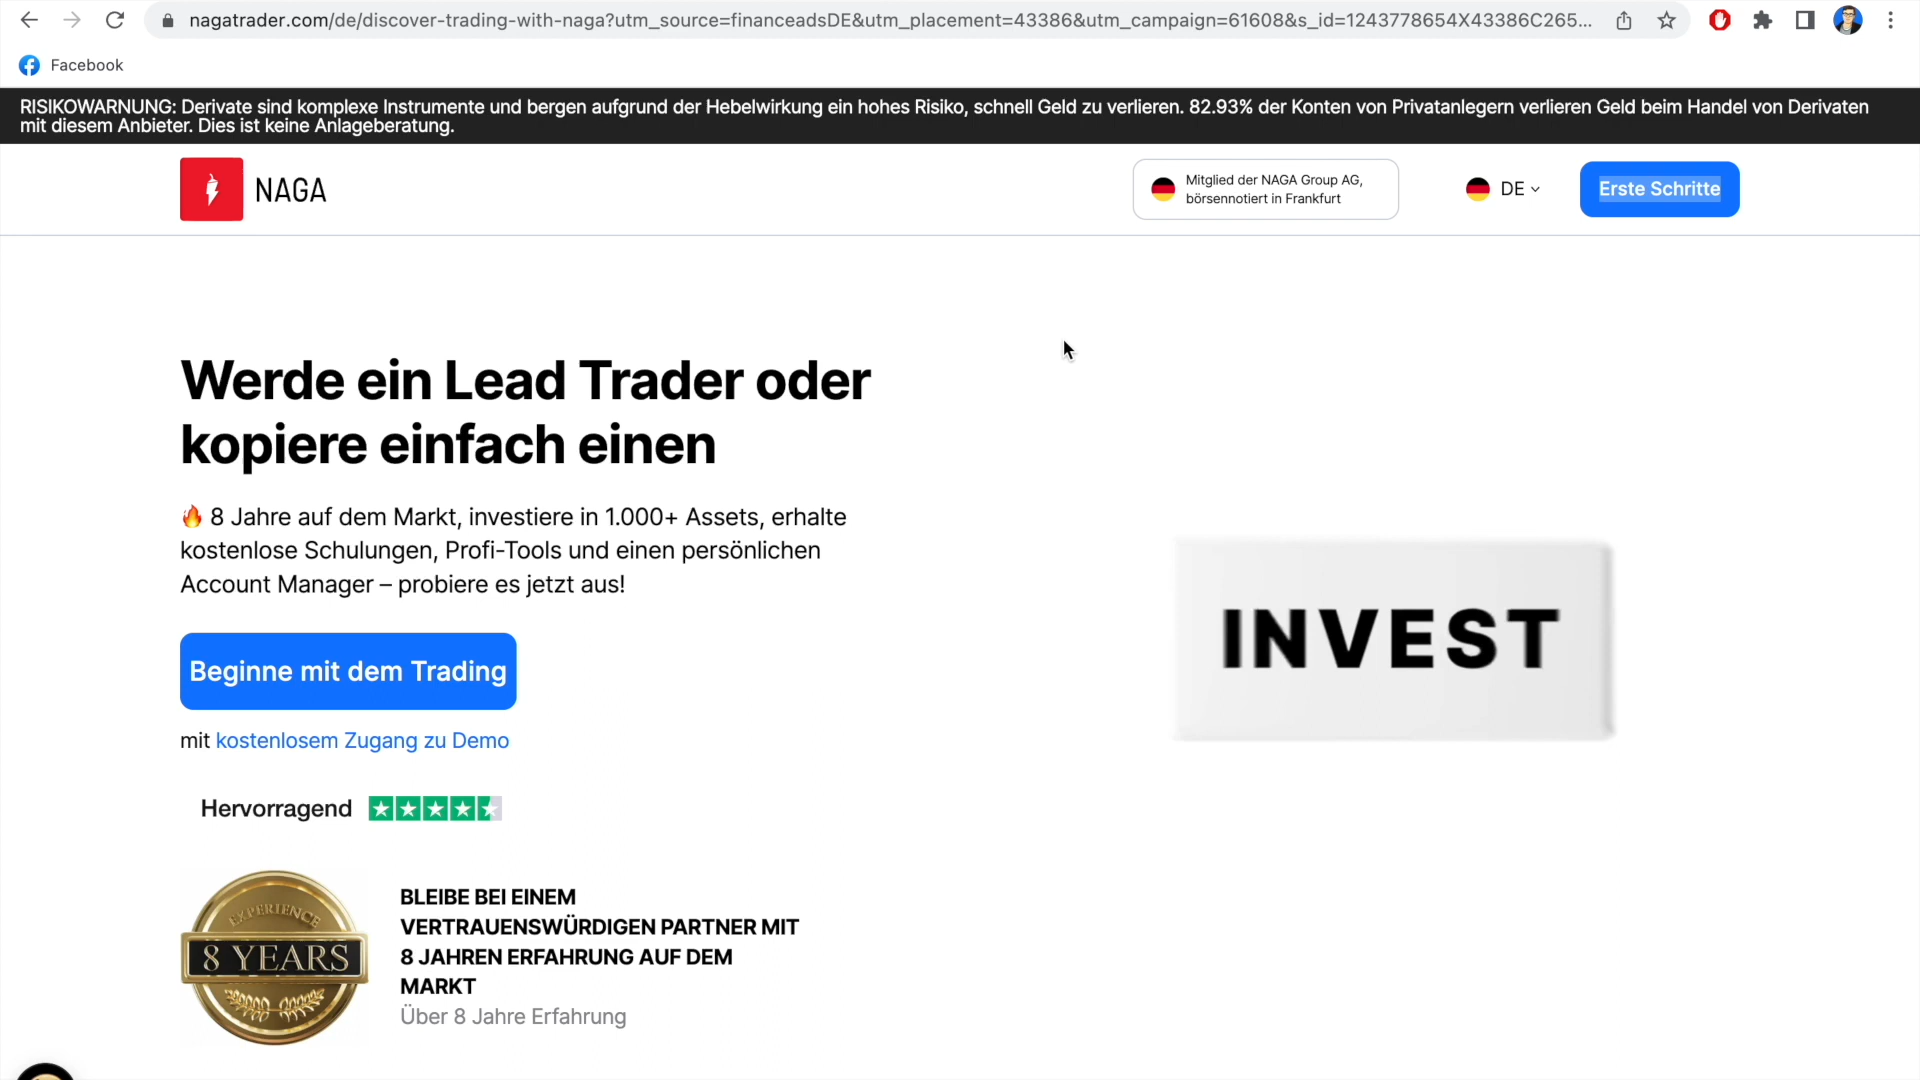 nagatrader.com/de/discover-trading-with-naga?utm_source=financeadsDE&utm_placement=43386&utm_campaign=61608&s_id=1243778654X43386C265...
Facebook
RISIKOWARNUNG: Derivate sind komplexe Instrumente und bergen aufgrund der Hebelwirkung ein hohes Risiko, schnell Geld zu verlieren. 82.93% der Konten von Privatanlegern verlieren Geld beim Handel von Derivaten
mit diesem Anbieter. Dies ist keine Anlageberatung.
NAGA
Mitglied der NAGA Group AG,
börsennotiert in Frankfurt
DE
Erste Schritte
Werde ein Lead Trader oder
kopiere einfach einen
🔥 8 Jahre auf dem Markt, investiere in 1.000+ Assets, erhalte
kostenlose Schulungen, Profi-Tools und einen persönlichen
Account Manager – probiere es jetzt aus!
INVEST
Beginne mit dem Trading
mit kostenlosem Zugang zu Demo
Hervorragend
EXPERIENCE
8 YEARS
BLEIBE BEI EINEM
VERTRAUENSWÜRDIGEN PARTNER MIT
8 JAHREN ERFAHRUNG AUF DEM
MARKT
Über 8 Jahre Erfahrung